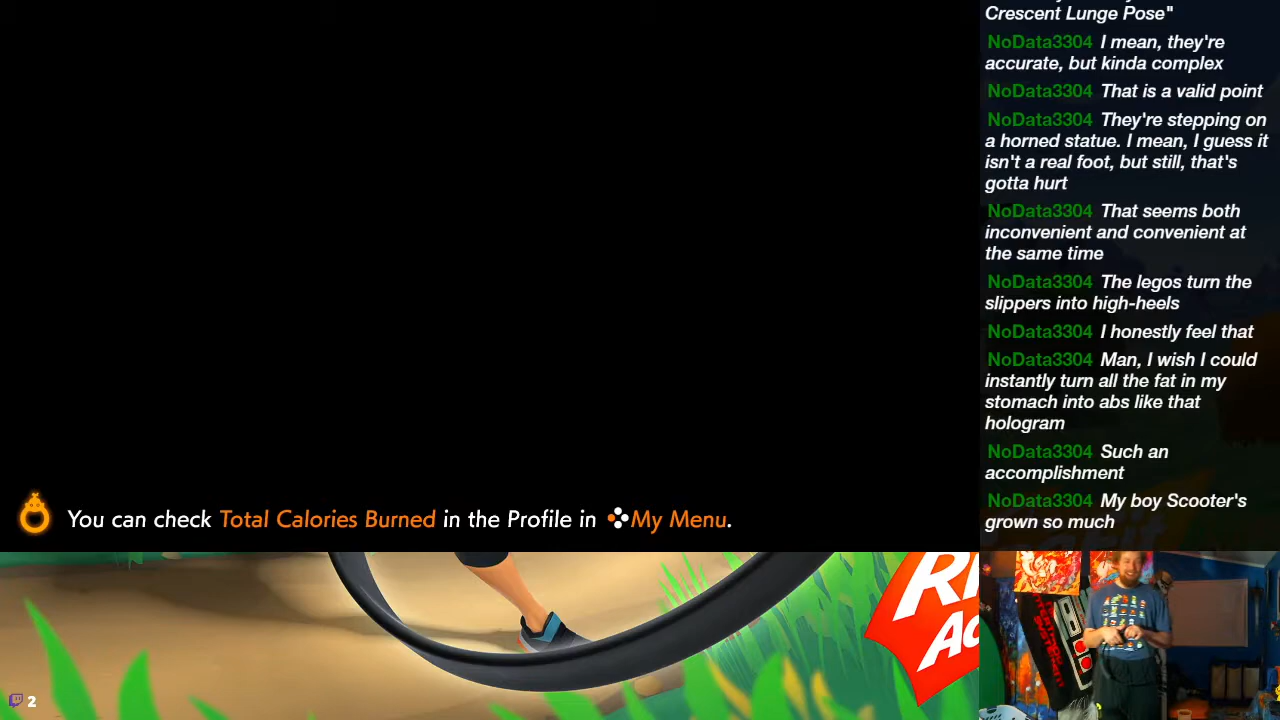 Crescent Lunge Pose"
NoData3304 I mean, they're
accurate, but kinda complex
NoData3304 That is a valid point
NoData3304 They're stepping on
a horned statue. I mean, I guess it
isn't a real foot, but still, that's
gotta hurt
NoData3304 That seems both
inconvenient and convenient at
the same time
NoData3304 The legos turn the
slippers into high-heels
NoData3304 I honestly feel that
NoData3304 Man, I wish I could
instantly turn all the fat in my
stomach into abs like that
hologram
NoData3304 Such an
accomplishment
NoData3304 My boy Scooter's
grown so much
You can check Total Calories Burned in the Profile in My Menu.
2